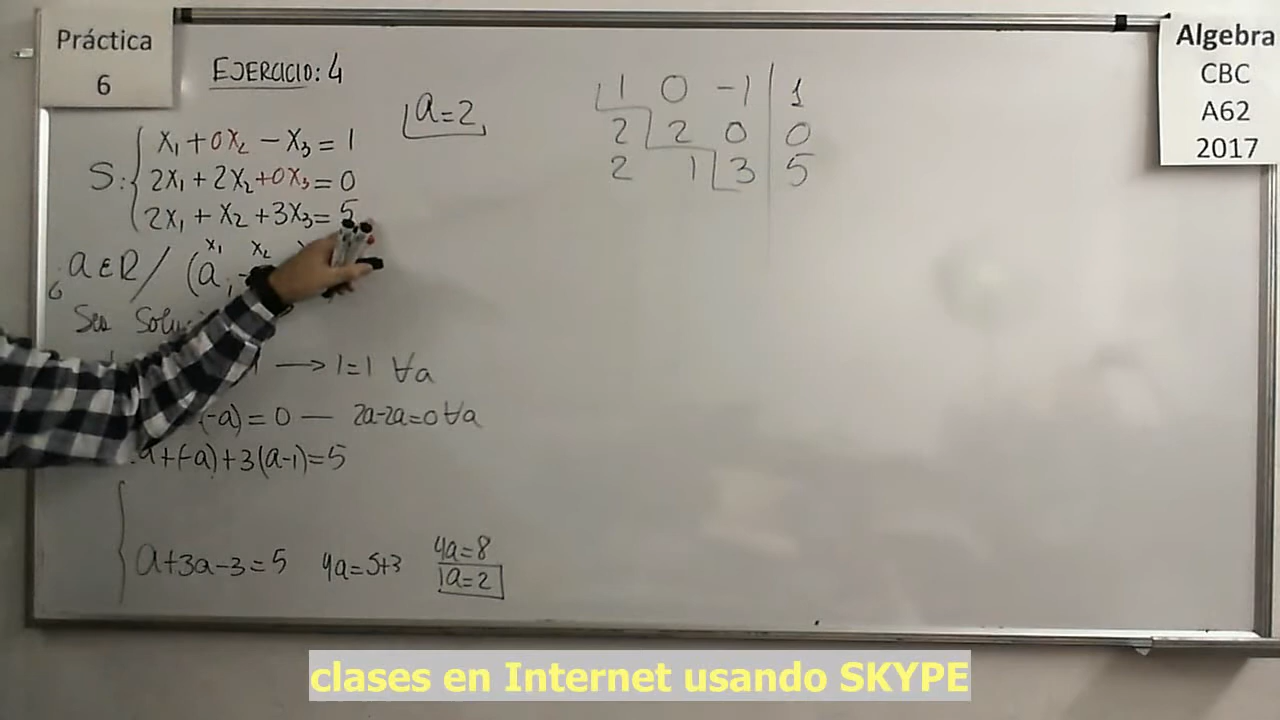 Práctica
6
EJERCICIO: 4
a=2
S: { x₁ + 0x₂ - x₃ = 1
2x₁ + 2x₂ + 0x₃ = 0
2x₁ + x₂ + 3x₃ = 5
x₁ x₂
¿ a ∈ R / (a, -
Sea Soluci
→ 1=1 ∀a
(-a) = 0 — 2a-2a=0 ∀a
a+(-a)+3(a-1)=5
a+3a-3=5 4a=5+3 4a=8
a=2
1 0 -1 | 1
2 2 0 | 0
2 1 3 | 5
Algebra
CBC
A62
2017
clases en Internet usando SKYPE